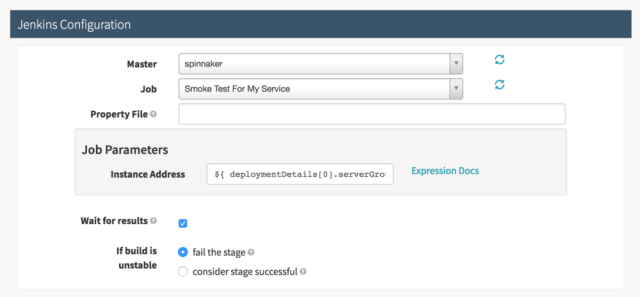 Jenkins Configuration
Master spinnaker
Job Smoke Test For My Service
Property File
Job Parameters
Instance Address ${ deploymentDetails[0].serverGro Expression Docs
Wait for results
If build is unstable
fail the stage
consider stage successful